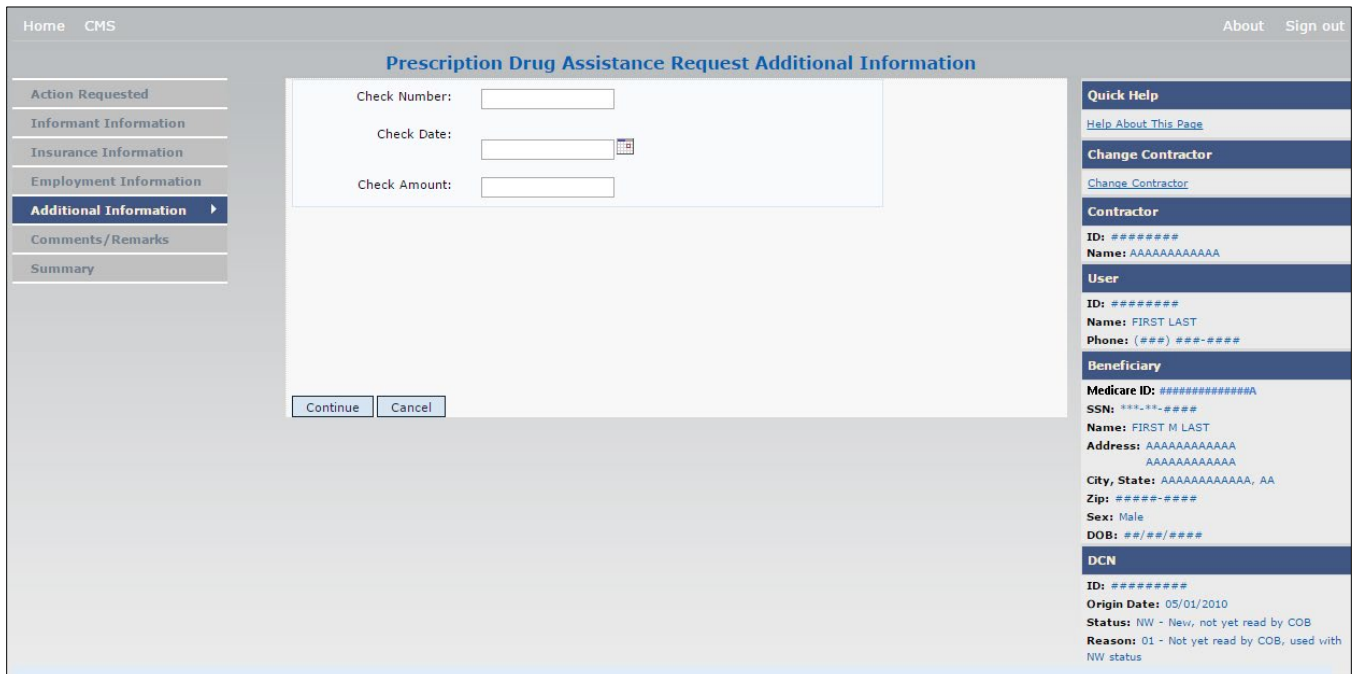 Home CMS About Sign out
Prescription Drug Assistance Request Additional Information
Action Requested
Informant Information
Insurance Information
Employment Information
Additional Information
Comments/Remarks
Summary
Check Number:
Check Date:
Check Amount:
Continue Cancel
Quick Help
Help About This Page
Change Contractor
Change Contractor
Contractor
ID: ########
Name: AAAAAAAAAAAA
User
ID: ########
Name: FIRST LAST
Phone: (###) ###-####
Beneficiary
Medicare ID: ##############A
SSN: ***-**-####
Name: FIRST M LAST
Address: AAAAAAAAAAAA
AAAAAAAAAAAA
City, State: AAAAAAAAAAAA, AA
Zip: #####-####
Sex: Male
DOB: ##/##/####
DCN
ID: #########
Origin Date: 05/01/2010
Status: NW - New, not yet read by COB
Reason: 01 - Not yet read by COB, used with
NW status